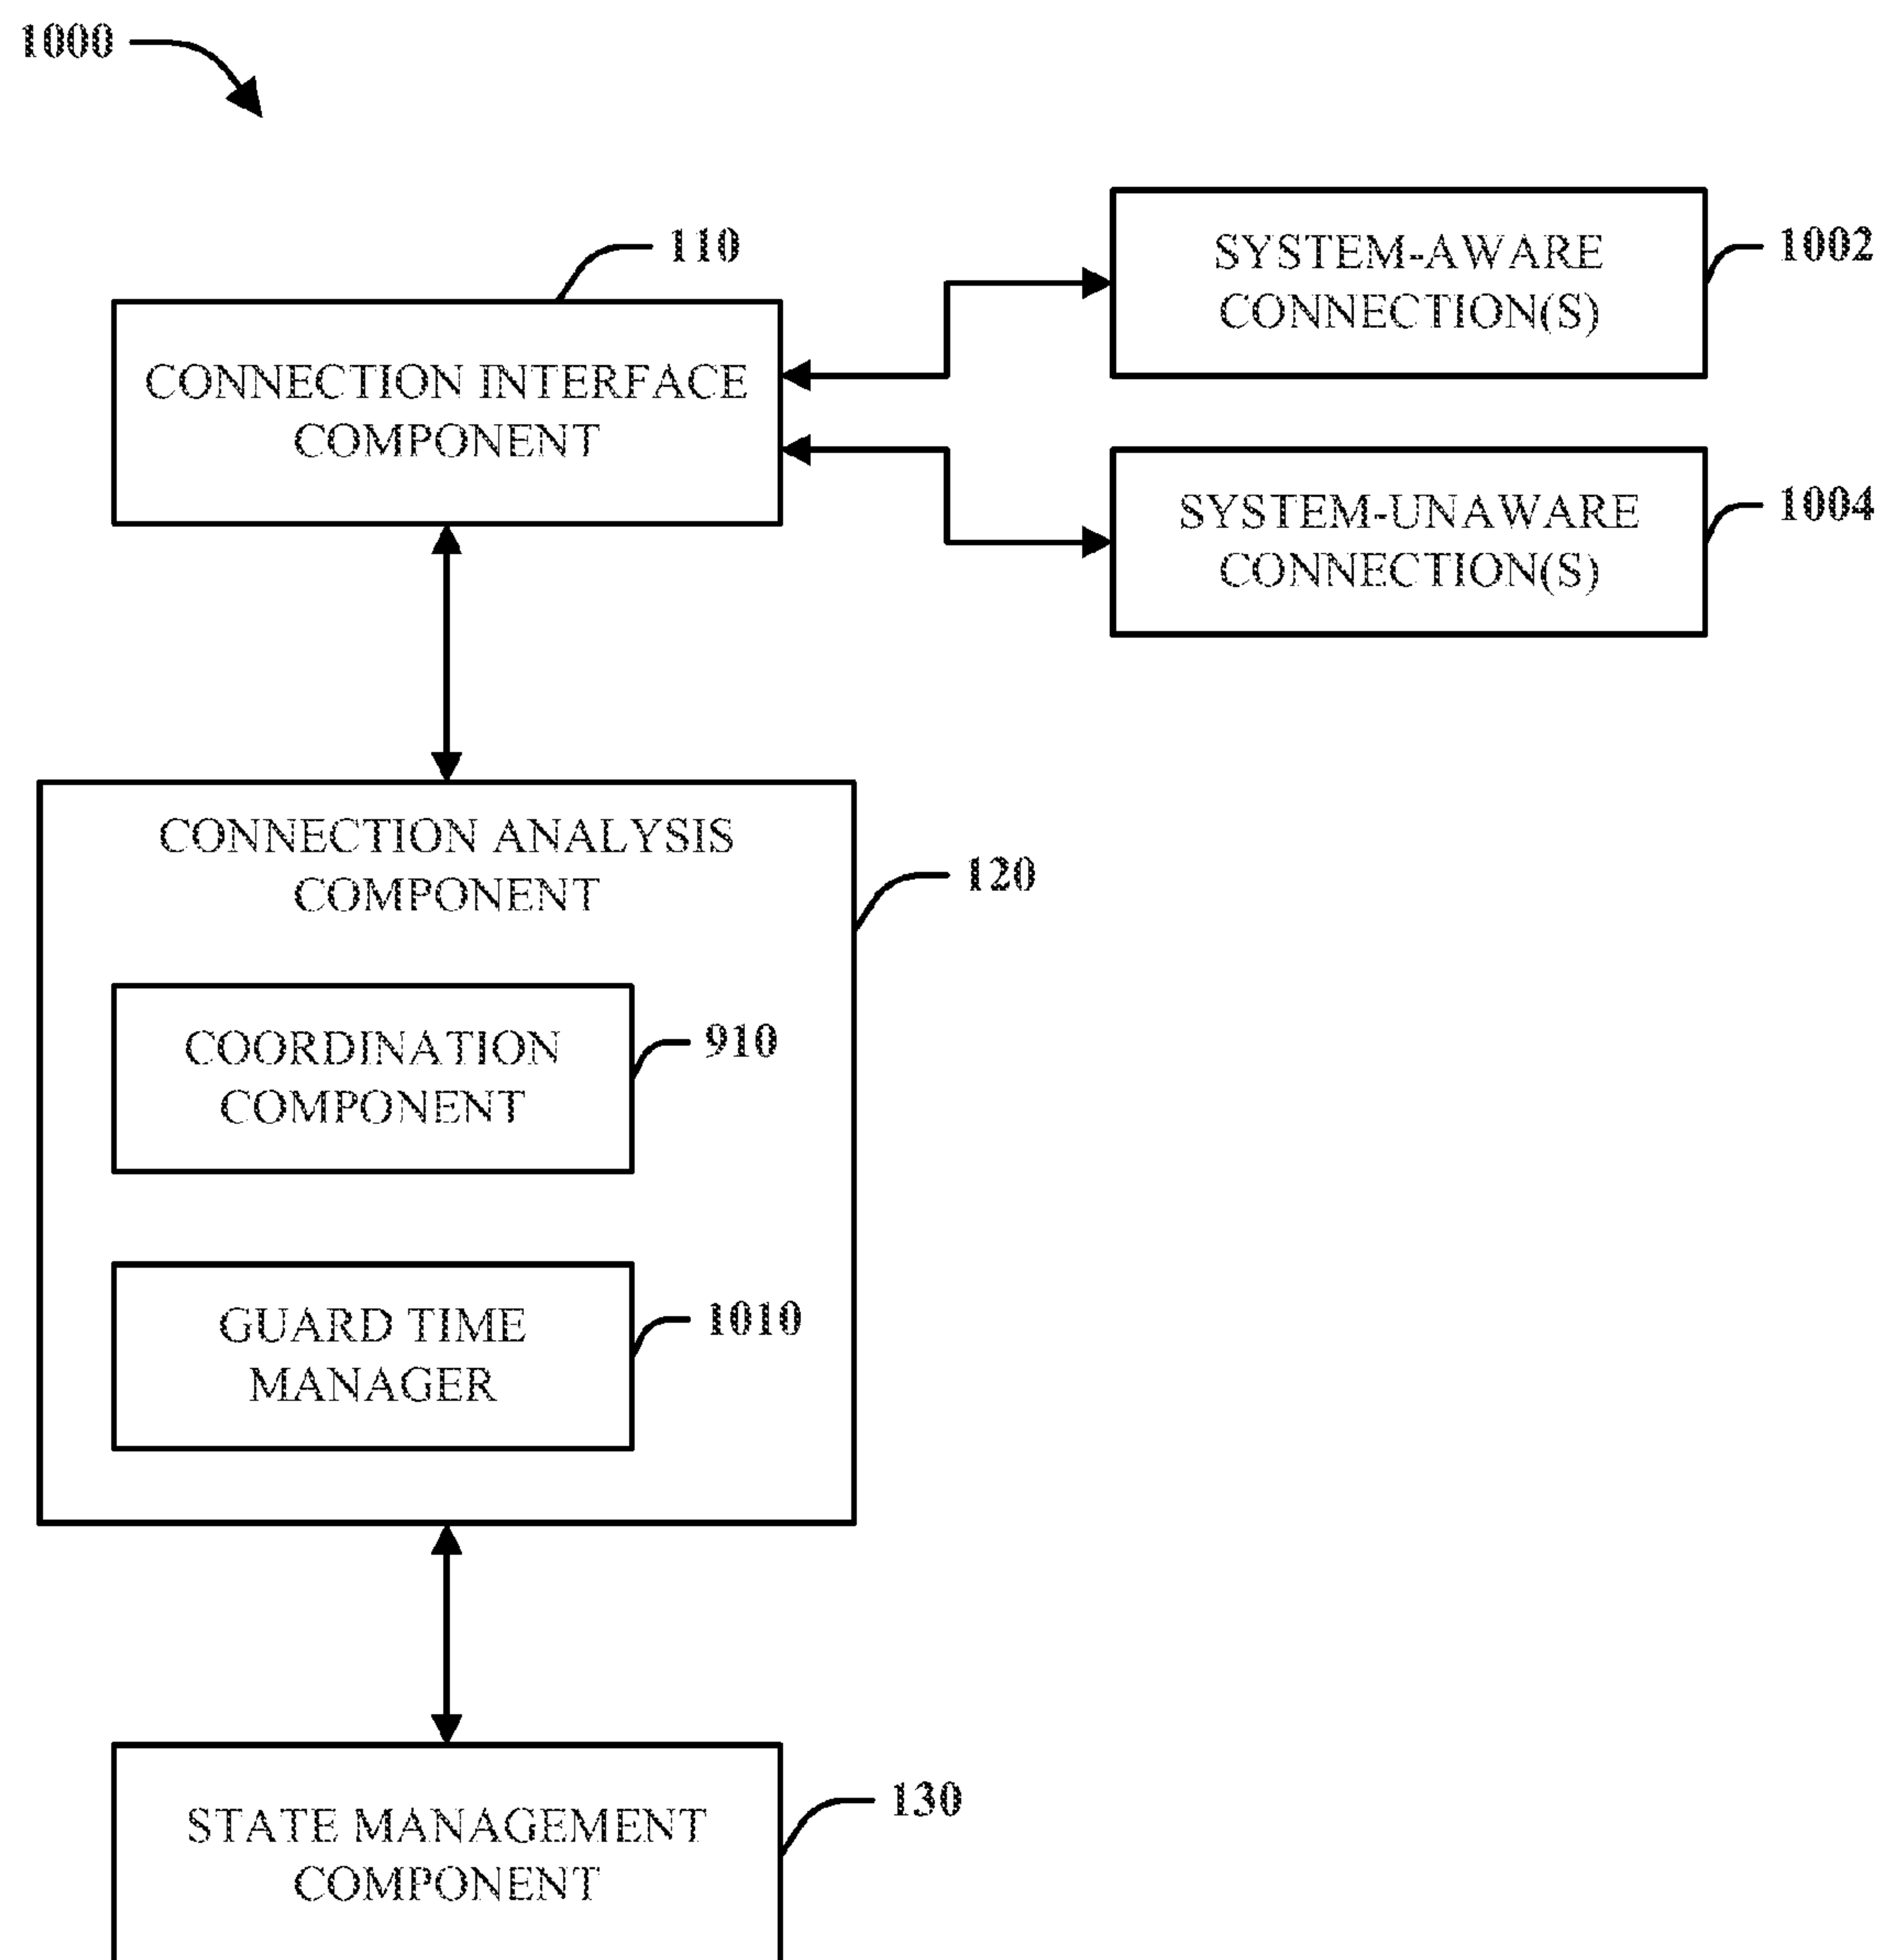 1000
110
SYSTEM-AWARE
CONNECTION(S)
1002
CONNECTION INTERFACE
COMPONENT
SYSTEM-UNAWARE
CONNECTION(S)
1004
CONNECTION ANALYSIS
COMPONENT
120
COORDINATION
COMPONENT
910
GUARD TIME
MANAGER
1010
STATE MANAGEMENT
COMPONENT
130